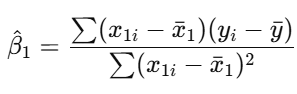 β̂₁ = ∑(x₁ᵢ − x̄₁)(yᵢ − ȳ) / ∑(x₁ᵢ − x̄₁)²